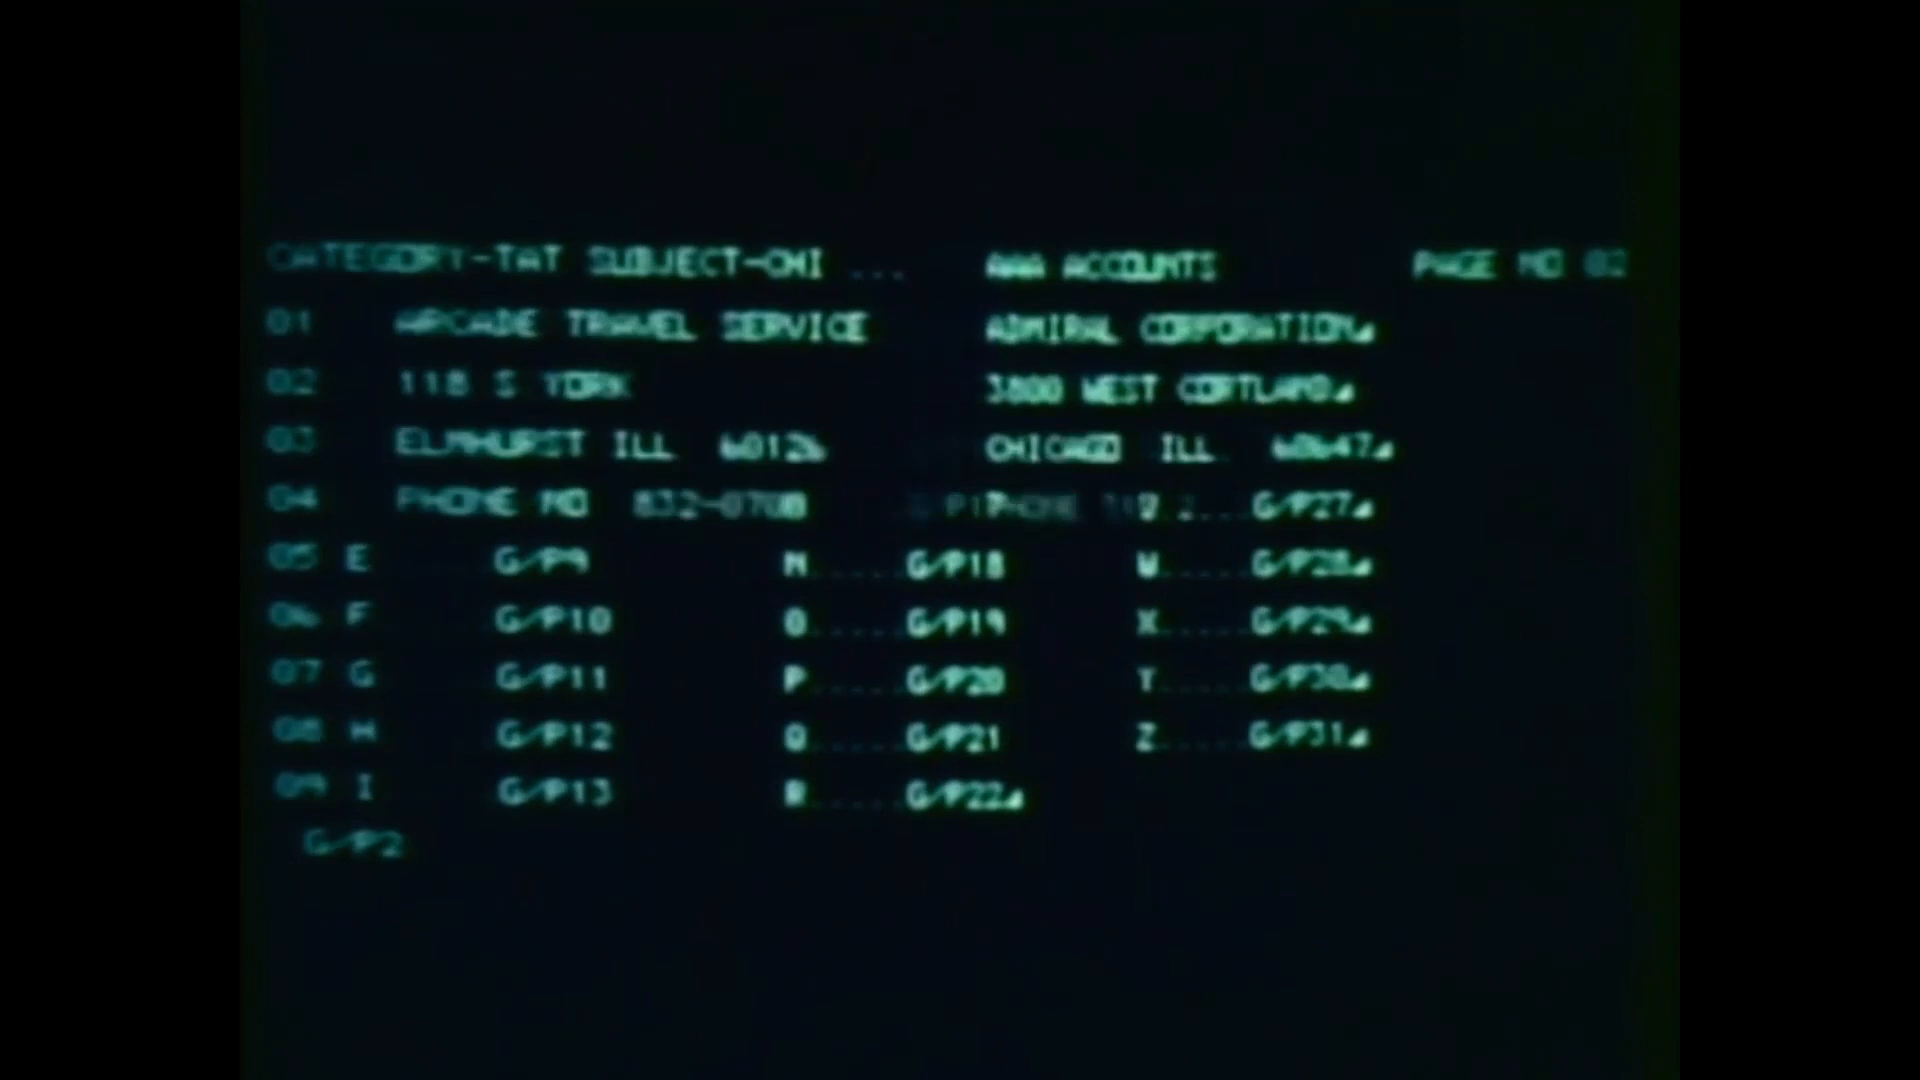 CATEGORY-TAT SUBJECT-CHI ... AAA ACCOUNTS PAGE NO 02
01 ARCADE TRAVEL SERVICE ADMIRAL CORPORATION
02 118 S YORK 3800 WEST CORTLAND
03 ELMHURST ILL 60126 CHICAGO ILL 60647
04 PHONE NO 832-0700 PHONE G/P27
05 E G/P9 N.....G/P18 W.....G/P28
06 F G/P10 O.....G/P19 X.....G/P29
07 G G/P11 P.....G/P20 Y.....G/P30
08 H G/P12 Q.....G/P21 Z.....G/P31
09 I G/P13 R.....G/P22
G/P2